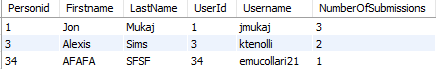 Personid Firstname LastName UserId Username NumberOfSubmissions
1 Jon Mukaj 1 jmukaj 3
3 Alexis Sims 3 ktenolli 2
34 AFAFA SFSF 34 emucollari21 1